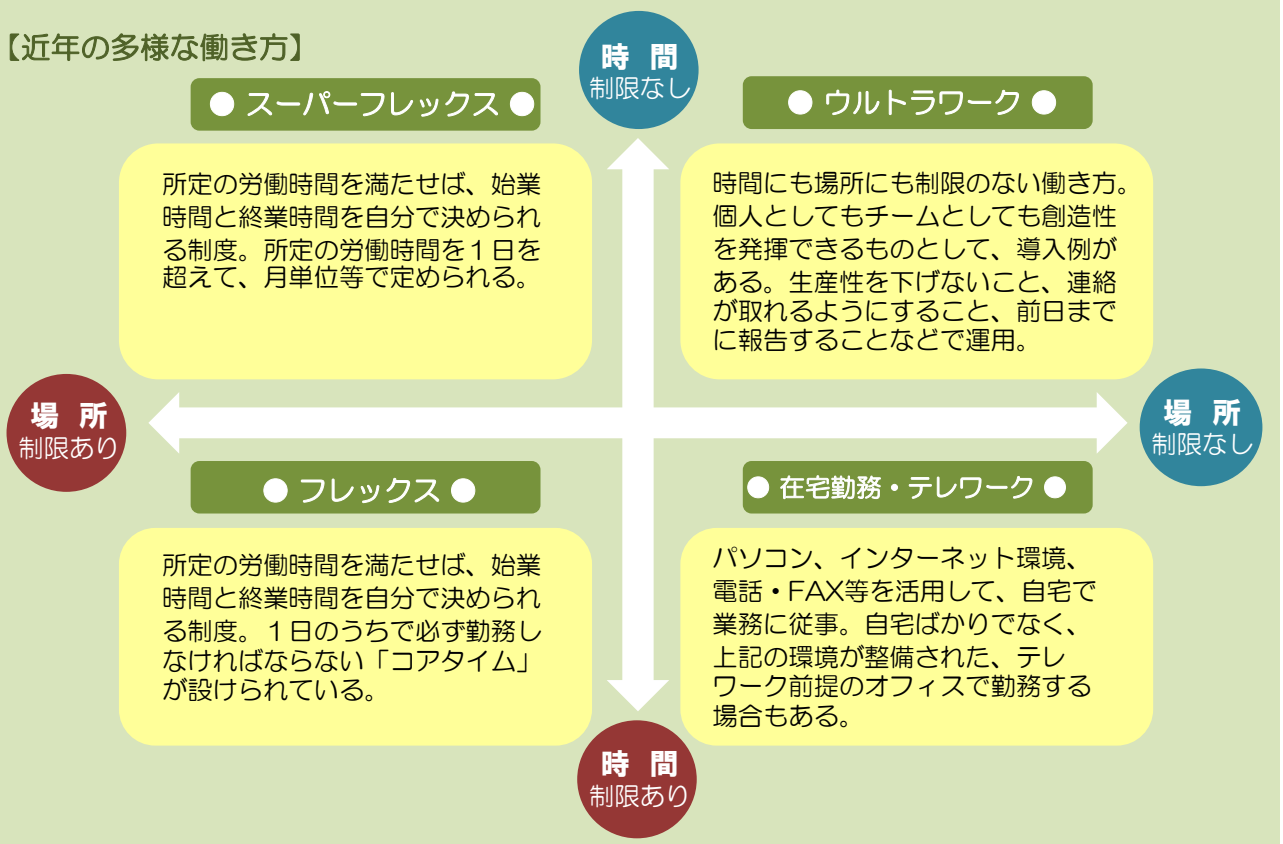 【近年の多様な働き方】
時 間
制限なし
● スーパーフレックス ●
所定の労働時間を満たせば、始業
時間と終業時間を自分で決められ
る制度。所定の労働時間を1日を
超えて、月単位等で定められる。
● ウルトラワーク ●
時間にも場所にも制限のない働き方。
個人としてもチームとしても創造性
を発揮できるものとして、導入例が
ある。生産性を下げないこと、連絡
が取れるようにすること、前日まで
に報告することなどで運用。
場 所
制限あり
場 所
制限なし
● フレックス ●
所定の労働時間を満たせば、始業
時間と終業時間を自分で決められ
る制度。1日のうちで必ず勤務し
なければならない「コアタイム」
が設けられている。
● 在宅勤務・テレワーク ●
パソコン、インターネット環境、
電話・FAX等を活用して、自宅で
業務に従事。自宅ばかりでなく、
上記の環境が整備された、テレ
ワーク前提のオフィスで勤務する
場合もある。
時 間
制限あり